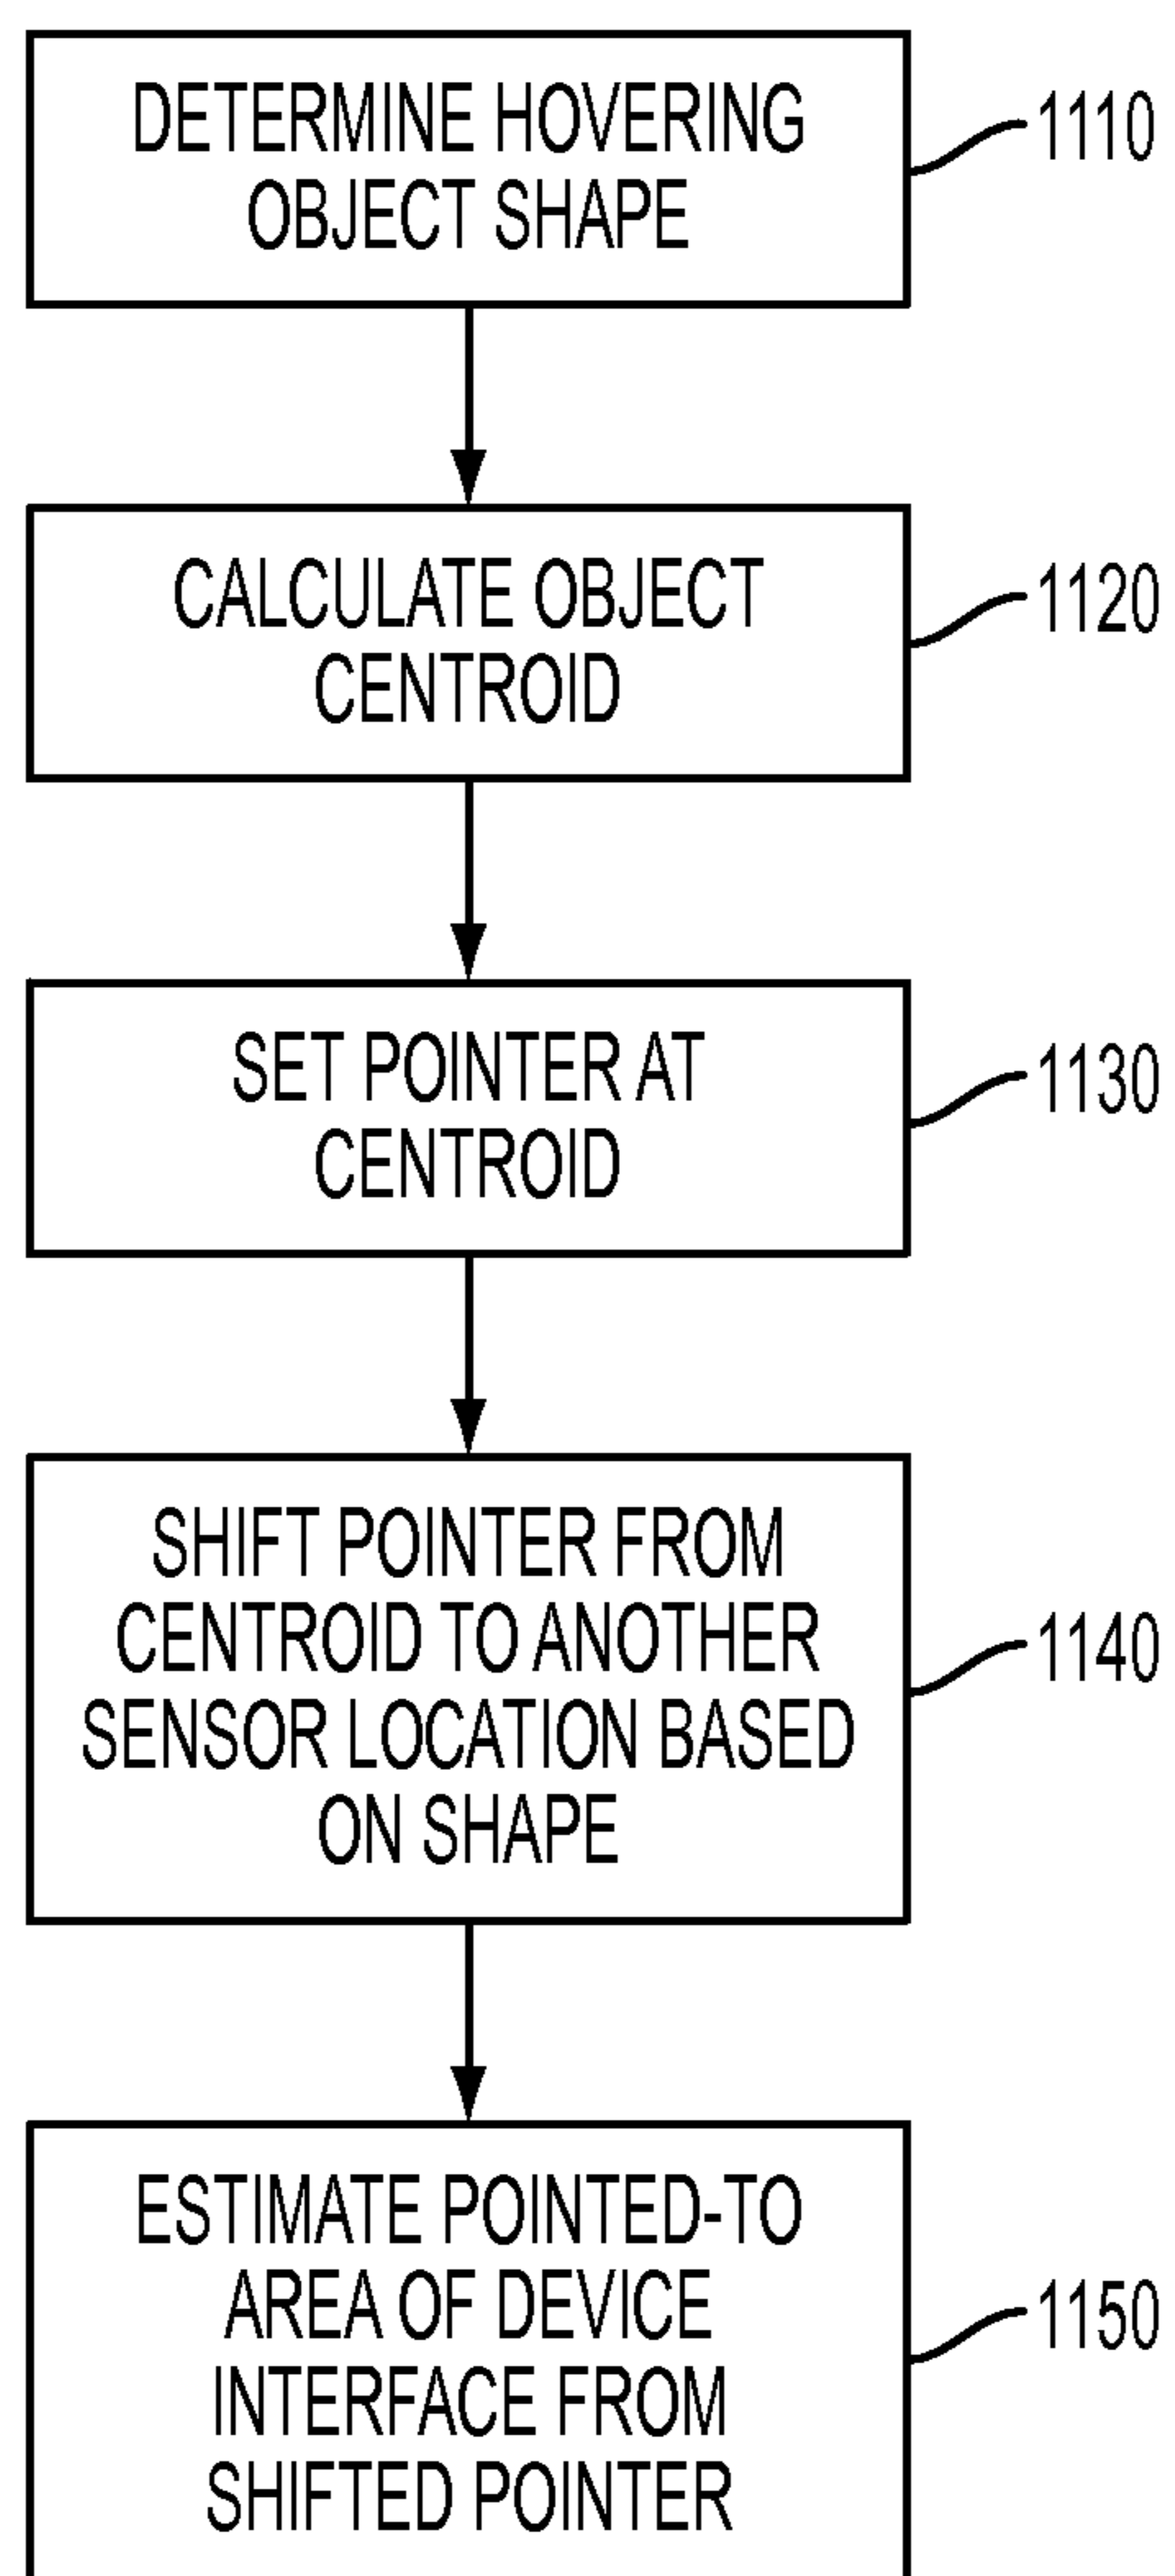 DETERMINE HOVERING
OBJECT SHAPE
1110
CALCULATE OBJECT
CENTROID
1120
SET POINTER AT
CENTROID
1130
SHIFT POINTER FROM
CENTROID TO ANOTHER
SENSOR LOCATION BASED
ON SHAPE
1140
ESTIMATE POINTED-TO
AREA OF DEVICE
INTERFACE FROM
SHIFTED POINTER
1150